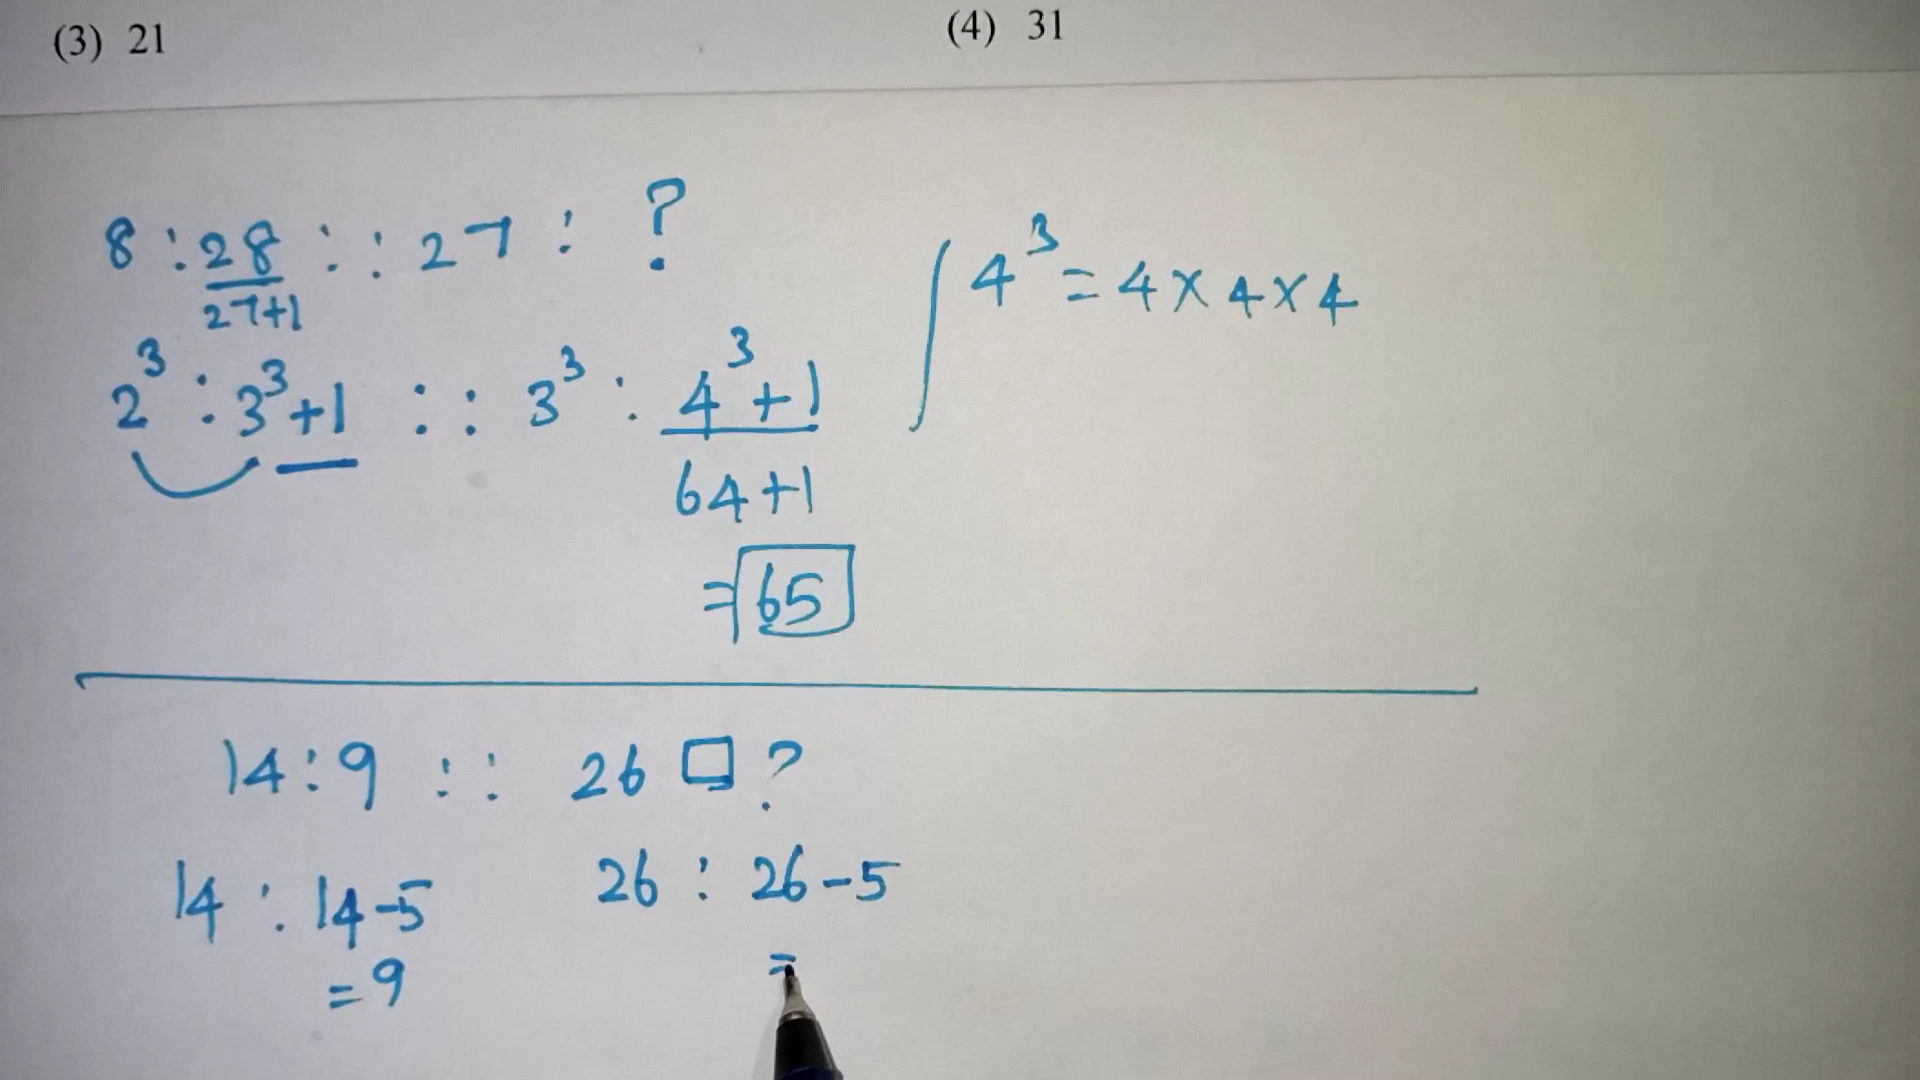 (3) 21 (4) 31
8 : 28 :: 27 : ?
27+1
2³ : 3³+1 :: 3³ : 4³+1
64+1
= 65
4³ = 4 × 4 × 4
14 : 9 :: 26 □ ?
14 : 14-5 26 : 26-5
= 9 =